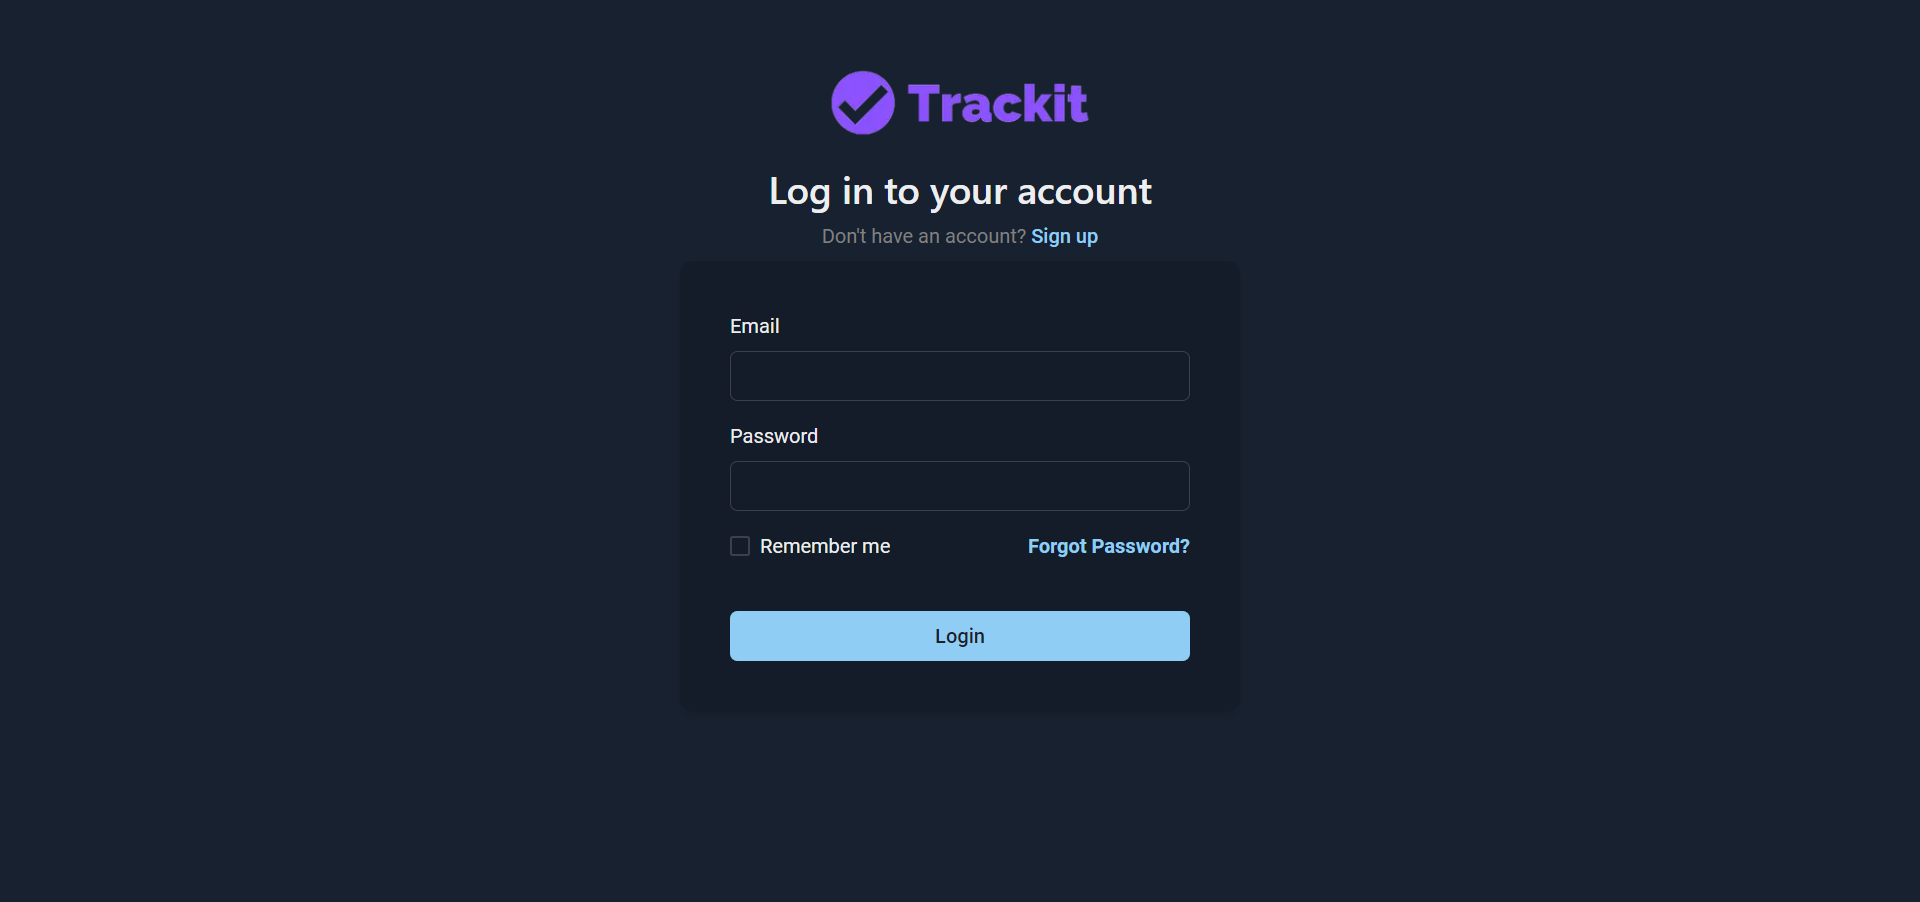 Trackit
Log in to your account
Don't have an account? Sign up
Email
Password
Remember me
Forgot Password?
Login